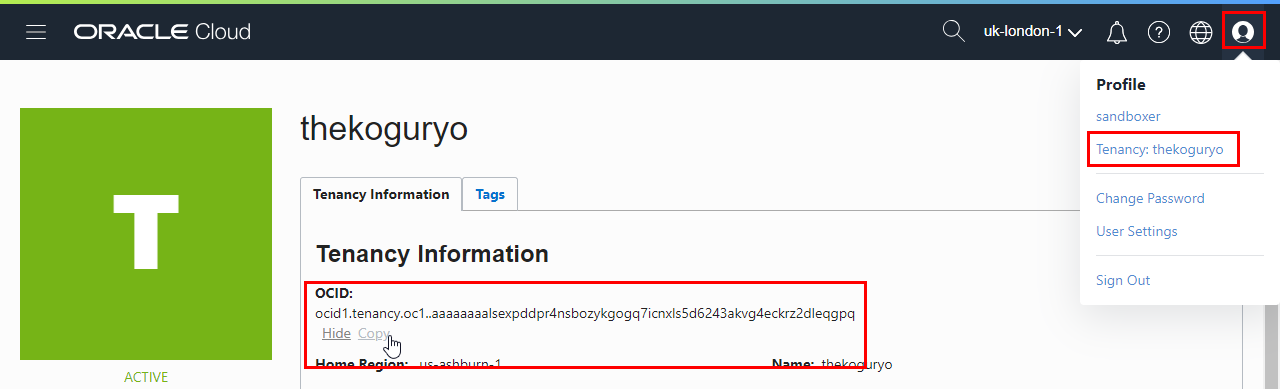 ORACLE Cloud
uk-london-1
Profile
sandboxer
Tenancy: thekoguryo
Change Password
User Settings
Sign Out
T
ACTIVE
thekoguryo
Tenancy Information
Tags
Tenancy Information
OCID:
ocid1.tenancy.oc1..aaaaaaaalsexpddpr4nsbozykgogq7icnxls5d6243akvg4eckrz2dleqgpq
Hide Copy
Home Region: us-ashburn-1 Name: thekoguryo